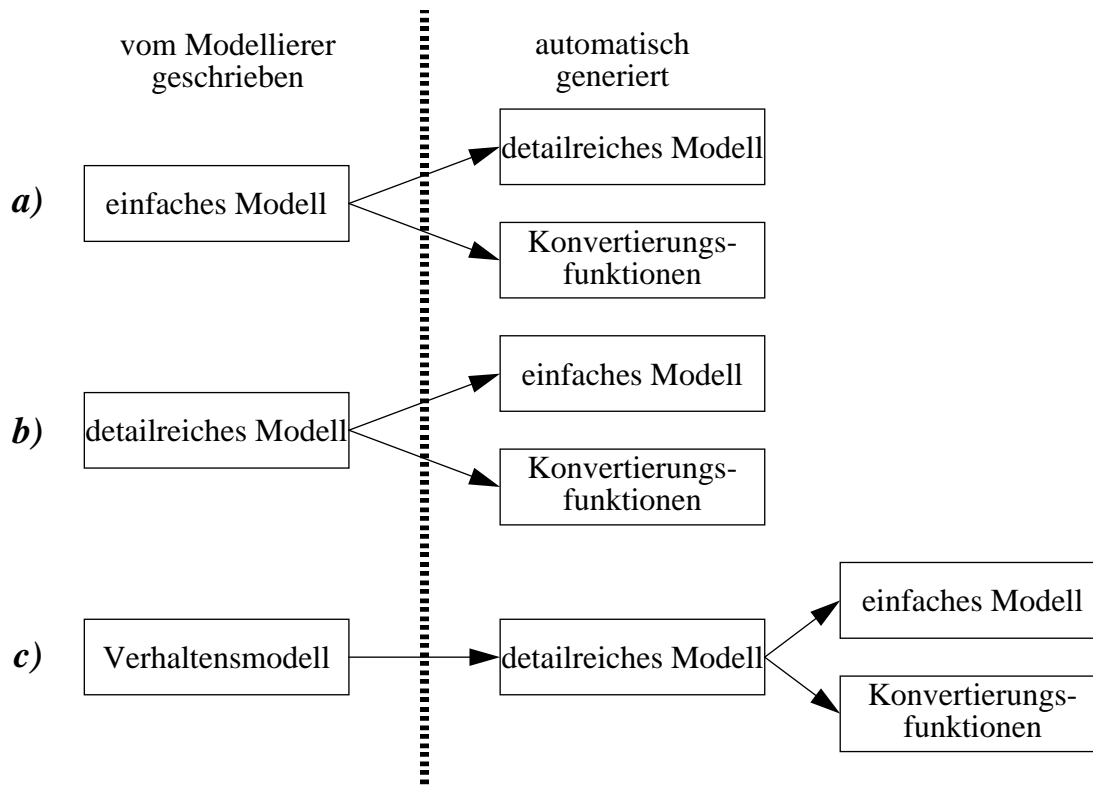 vom Modellierer
geschrieben
automatisch
generiert
a)
einfaches Modell
detailreiches Modell
Konvertierungs-
funktionen
b)
detailreiches Modell
einfaches Modell
Konvertierungs-
funktionen
c)
Verhaltensmodell
detailreiches Modell
einfaches Modell
Konvertierungs-
funktionen